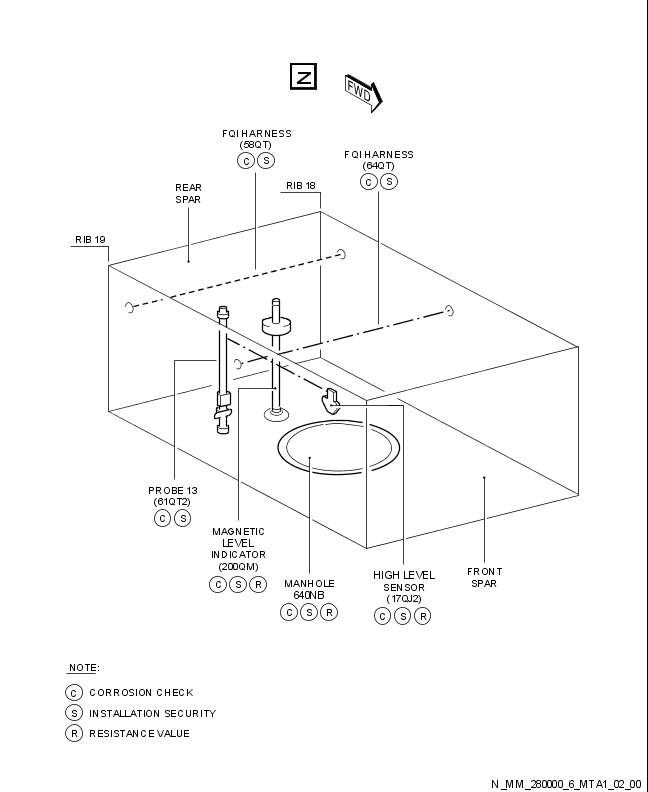 Z
FWD
FQI HARNESS
(58QT)
C S
FQI HARNESS
(64QT)
C S
REAR
SPAR
RIB 18
RIB 19
PROBE 13
(61QT2)
C S
MAGNETIC
LEVEL
INDICATOR
(200QM)
C S R
MANHOLE
640NB
C S R
HIGH LEVEL
SENSOR
(17QJ2)
C S R
FRONT
SPAR
NOTE:
C CORROSION CHECK
S INSTALLATION SECURITY
R RESISTANCE VALUE
N_MM_280000_6_MTA1_02_00